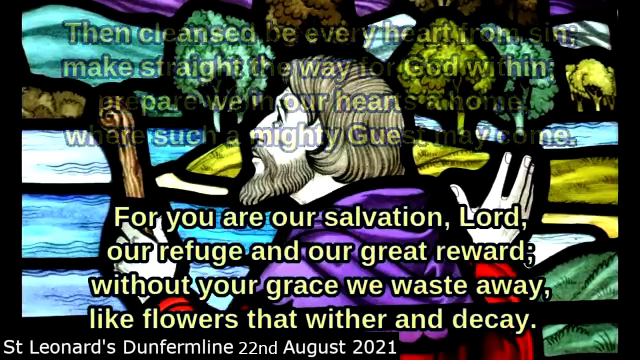 Then cleansed be every heart from sin;
make straight the way for God within;
prepare we in our hearts a home,
where such a mighty Guest may come.
For you are our salvation, Lord,
our refuge and our great reward;
without your grace we waste away,
like flowers that wither and decay.
St Leonard's Dunfermline 22nd August 2021